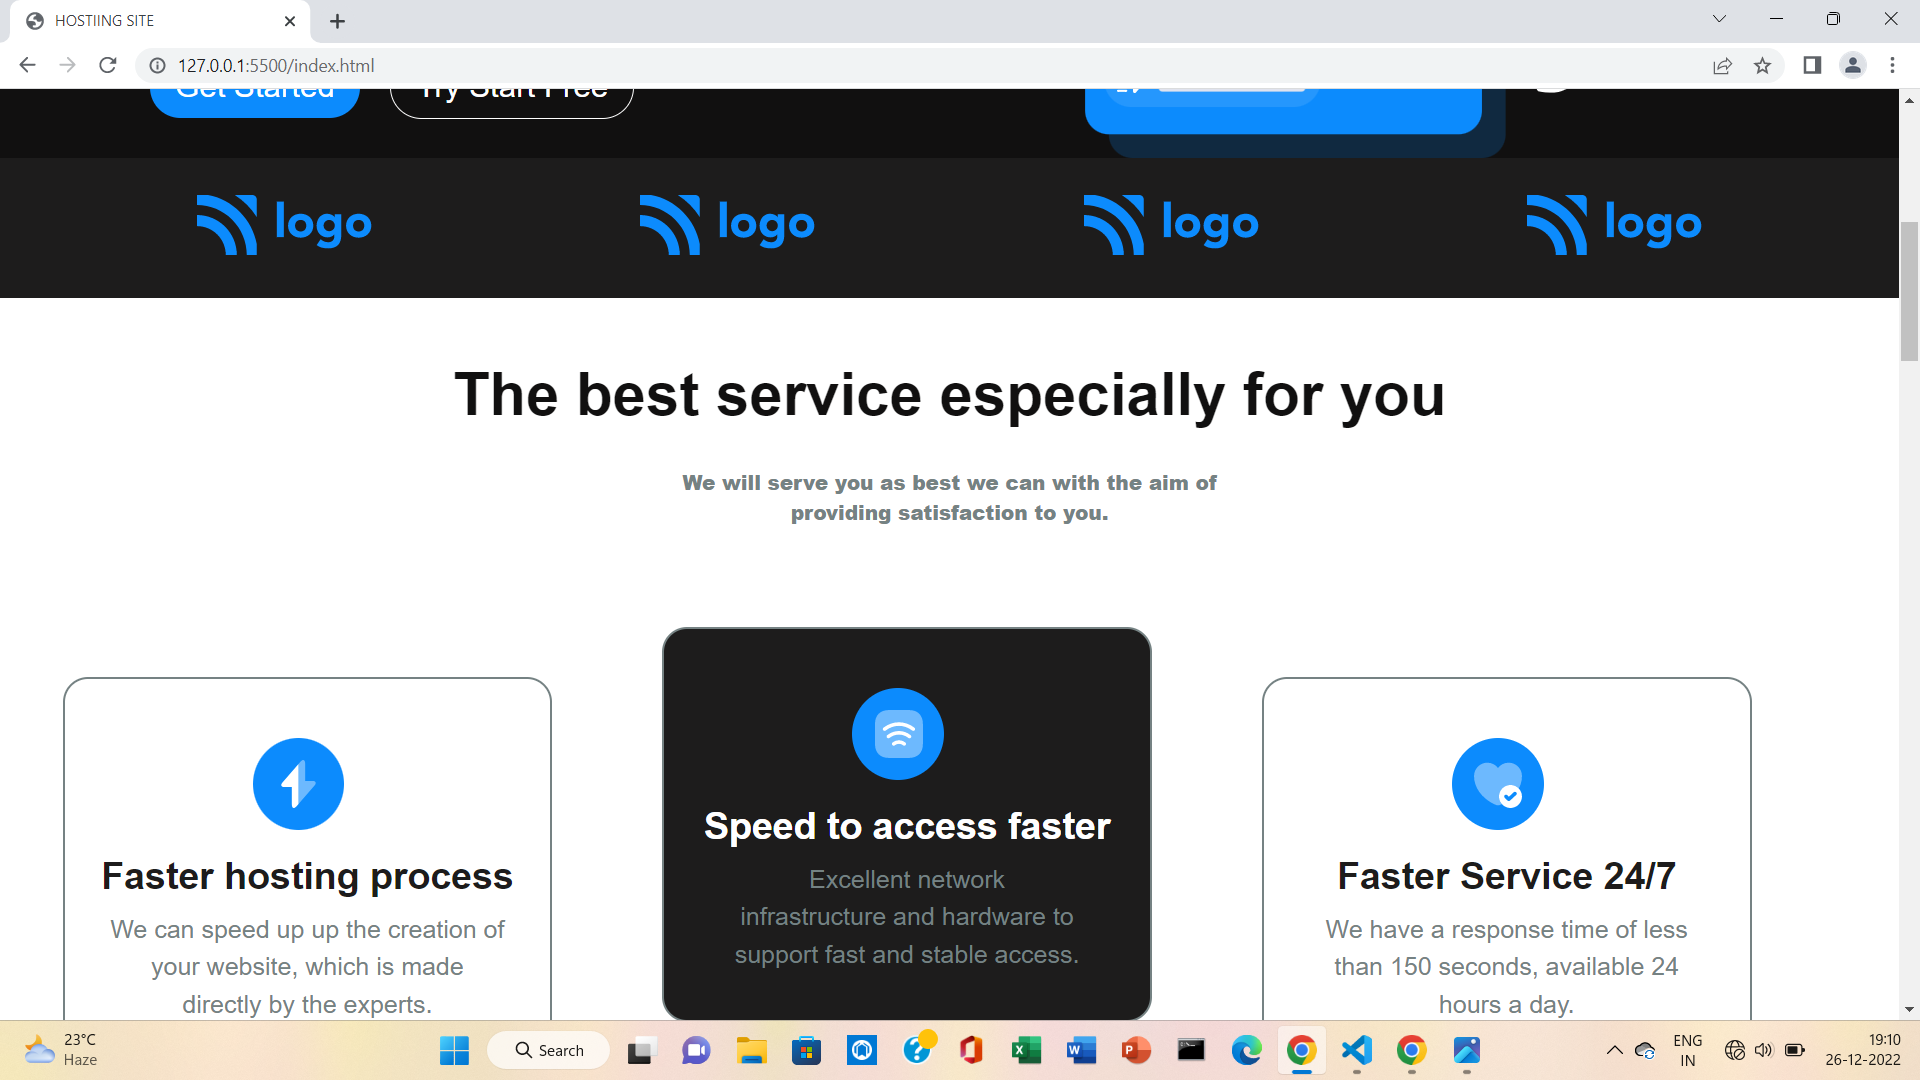 HOSTIING SITE
127.0.0.1:5500/index.html
Get Started
Try Start Free
logo
logo
logo
logo
The best service especially for you
We will serve you as best we can with the aim of
providing satisfaction to you.
Faster hosting process
We can speed up up the creation of
your website, which is made
directly by the experts.
Speed to access faster
Excellent network
infrastructure and hardware to
support fast and stable access.
Faster Service 24/7
We have a response time of less
than 150 seconds, available 24
hours a day.
23°C
Haze
Search
ENG
IN
19:10
26-12-2022